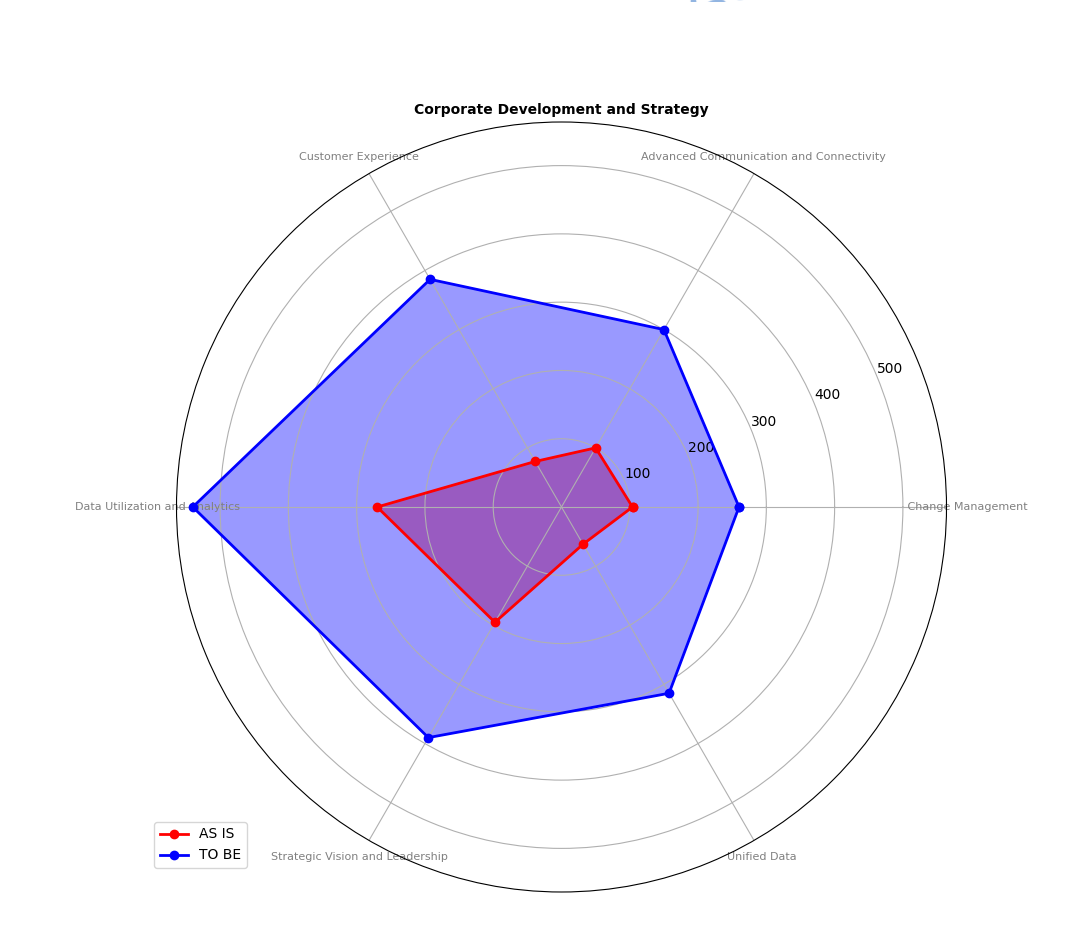 Corporate Development and Strategy
Customer Experience
Advanced Communication and Connectivity
500
400
300
200
100
Data Utilization and Analytics
Change Management
AS IS
TO BE
Strategic Vision and Leadership
Unified Data